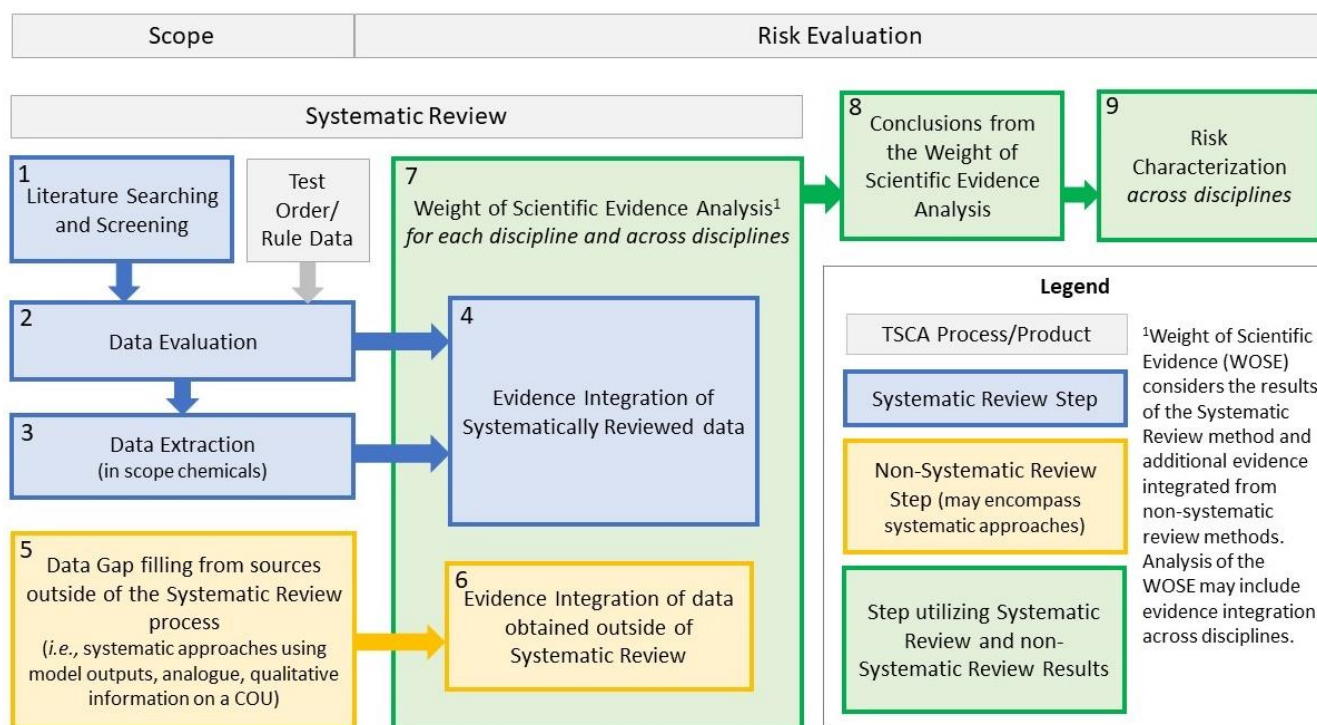 Scope
Risk Evaluation
Systematic Review
1
Literature Searching
and Screening
Test
Order/
Rule Data
2
Data Evaluation
3
Data Extraction
(in scope chemicals)
5
Data Gap filling from sources
outside of the Systematic Review
process
(i.e., systematic approaches using
model outputs, analogue, qualitative
information on a COU)
7
Weight of Scientific Evidence Analysis¹
for each discipline and across disciplines
4
Evidence Integration of
Systematically Reviewed data
6
Evidence Integration of data
obtained outside of
Systematic Review
8
Conclusions from
the Weight of
Scientific Evidence
Analysis
9
Risk
Characterization
across disciplines
Legend
TSCA Process/Product
Systematic Review Step
Non-Systematic Review
Step (may encompass
systematic approaches)
Step utilizing Systematic
Review and non-
Systematic Review Results
¹Weight of Scientific
Evidence (WOSE)
considers the results
of the Systematic
Review method and
additional evidence
integrated from
non-systematic
review methods.
Analysis of the
WOSE may include
evidence integration
across disciplines.